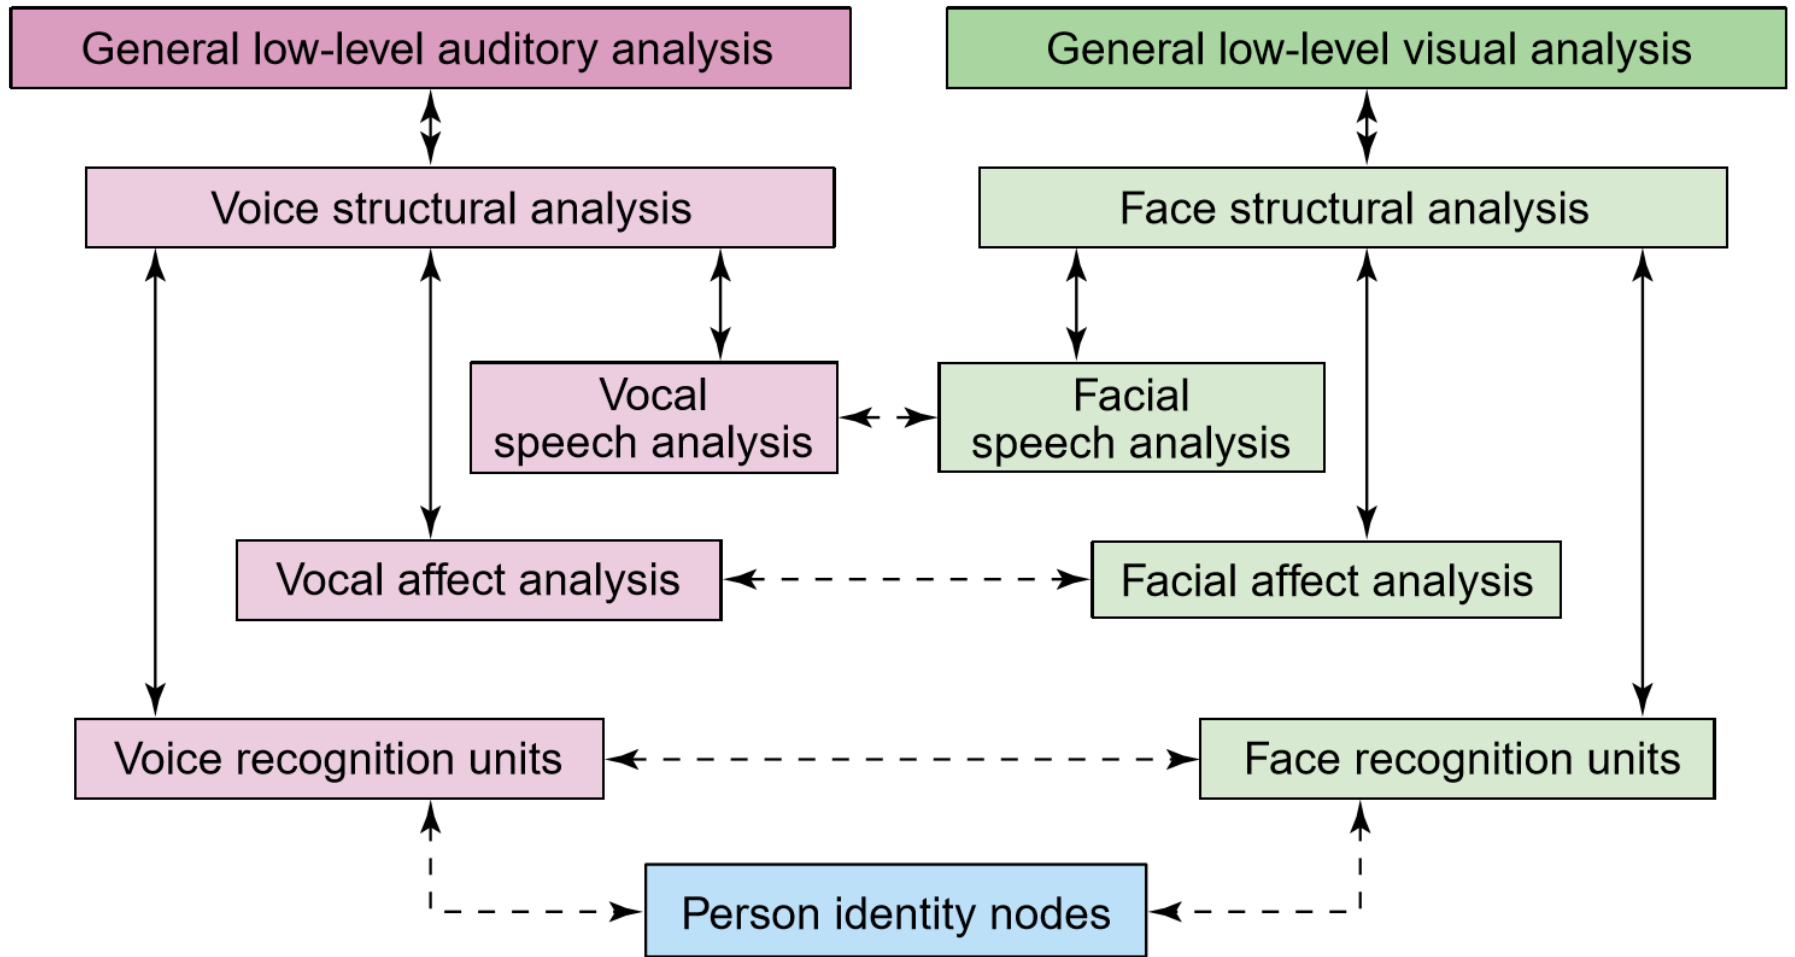 General low-level auditory analysis
General low-level visual analysis
Voice structural analysis
Face structural analysis
Vocal
speech analysis
Facial
speech analysis
Vocal affect analysis
Facial affect analysis
Voice recognition units
Face recognition units
Person identity nodes